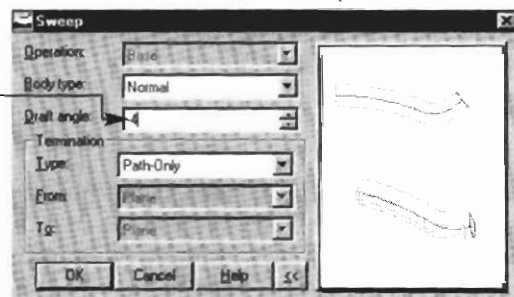 Sweep
Operation: Base
Body type: Normal
Draft angle: -4
Termination
Type: Path-Only
From: Plane
To: Plane
OK Cancel Help <<